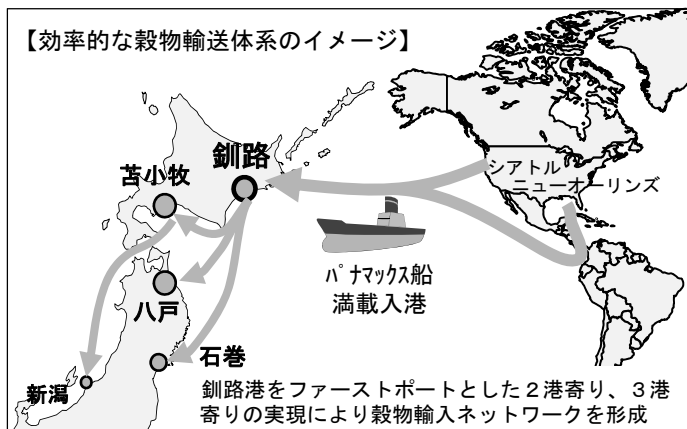 【効率的な穀物輸送体系のイメージ】
釧路
苫小牧
シアトル
ニューオーリンズ
パナマックス船
満載入港
八戸
石巻
新潟
釧路港をファーストポートとした2港寄り、3港
寄りの実現により穀物輸入ネットワークを形成